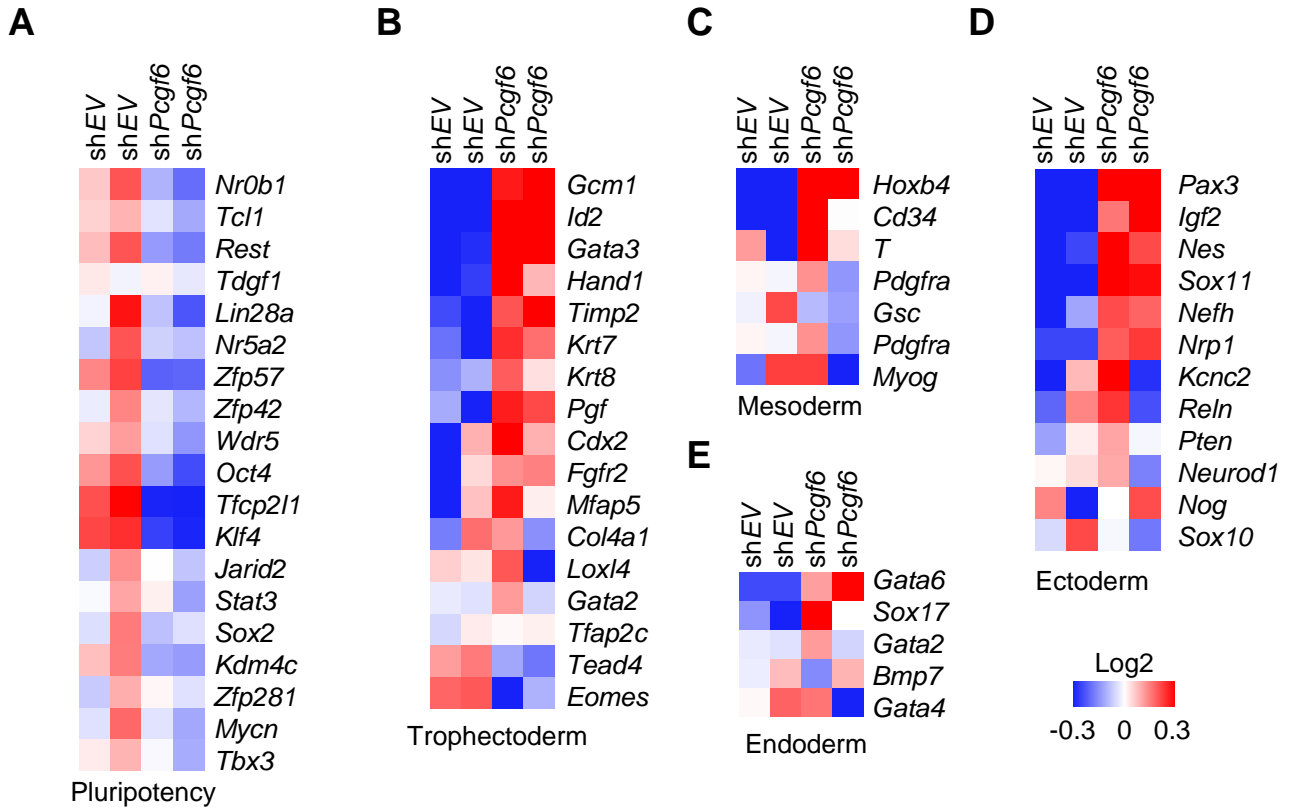 A
shEV
shEV
shPcgf6
shPcgf6
Nr0b1
Tcl1
Rest
Tdgf1
Lin28a
Nr5a2
Zfp57
Zfp42
Wdr5
Oct4
Tfcp2l1
Klf4
Jarid2
Stat3
Sox2
Kdm4c
Zfp281
Mycn
Tbx3
Pluripotency
B
shEV
shEV
shPcgf6
shPcgf6
Gcm1
Id2
Gata3
Hand1
Timp2
Krt7
Krt8
Pgf
Cdx2
Fgfr2
Mfap5
Col4a1
Loxl4
Gata2
Tfap2c
Tead4
Eomes
Trophectoderm
C
shEV
shEV
shPcgf6
shPcgf6
Hoxb4
Cd34
T
Pdgfra
Gsc
Pdgfra
Myog
Mesoderm
D
shEV
shEV
shPcgf6
shPcgf6
Pax3
Igf2
Nes
Sox11
Nefh
Nrp1
Kcnc2
Reln
Pten
Neurod1
Nog
Sox10
Ectoderm
E
shEV
shEV
shPcgf6
shPcgf6
Gata6
Sox17
Gata2
Bmp7
Gata4
Endoderm
Log2
-0.3 0 0.3